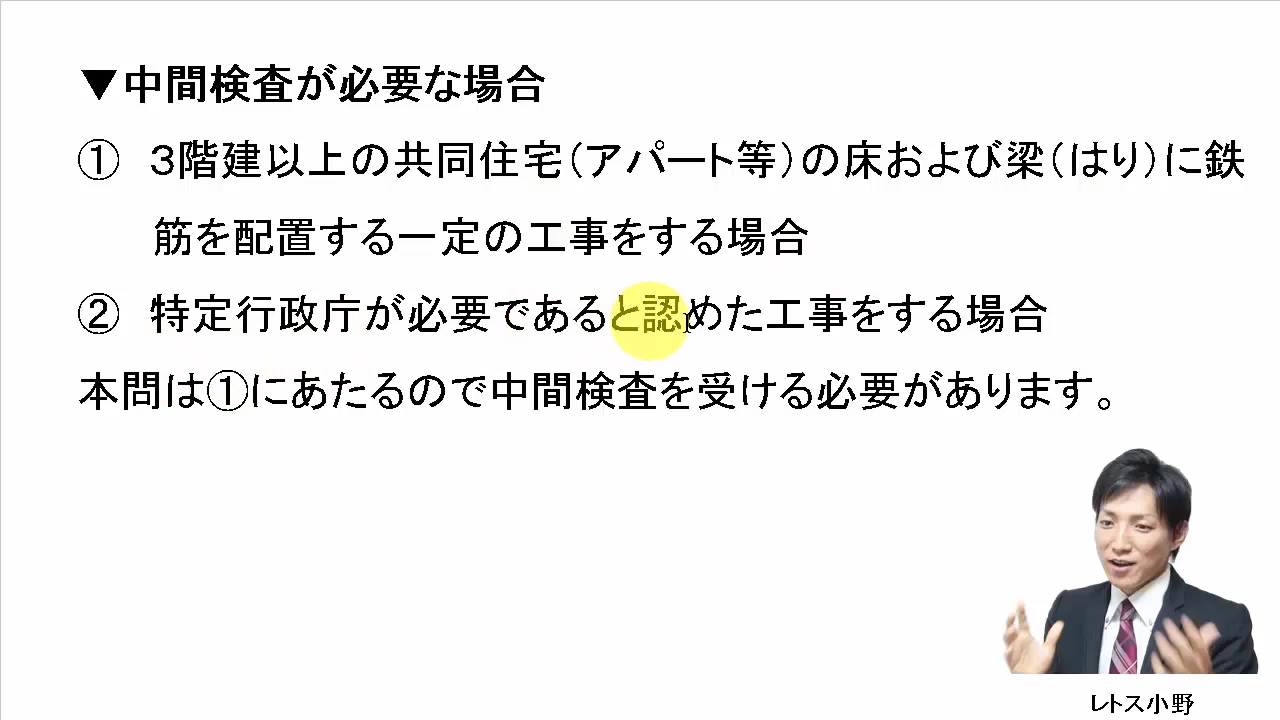 ▼中間検査が必要な場合
① 3階建以上の共同住宅(アパート等)の床および梁(はり)に鉄
筋を配置する一定の工事をする場合
② 特定行政庁が必要であると認めた工事をする場合
本問は①にあたるので中間検査を受ける必要があります。
レトス小野